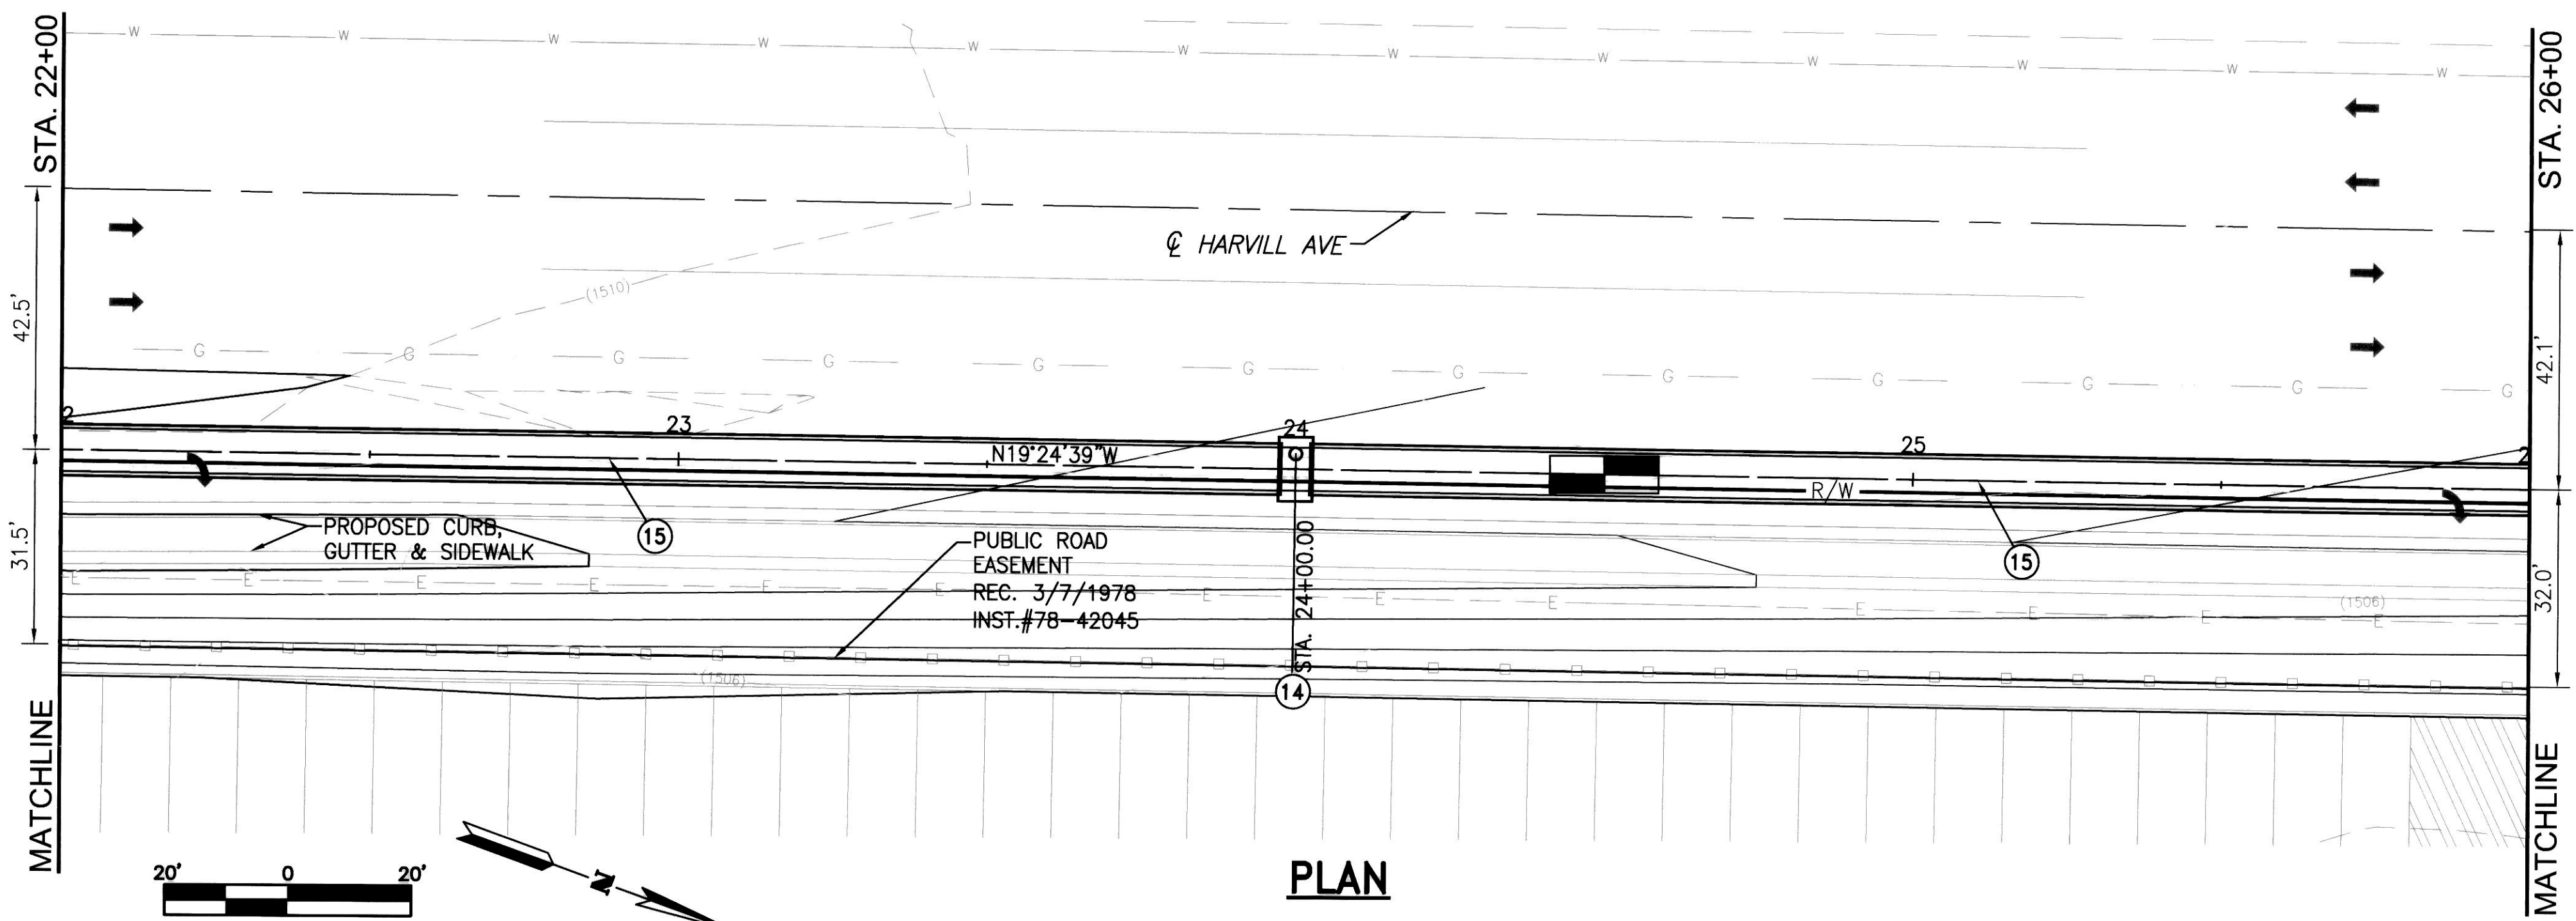 STA. 22+00
STA. 26+00
W W W W W W W W W W W W
℄ HARVILL AVE
(1510)
42.5'
42.1'
G G G G G G G G G G G G
2
23
24
25
2
N19°24'39"W
R/W
PROPOSED CURB,
GUTTER & SIDEWALK
15
PUBLIC ROAD
EASEMENT
REC. 3/7/1978
INST.#78-42045
STA. 24+00.00
15
31.5'
32.0'
E E E E E E E E E E E E
(1506)
(1506)
14
MATCHLINE
MATCHLINE
20' 0 20'
N
PLAN